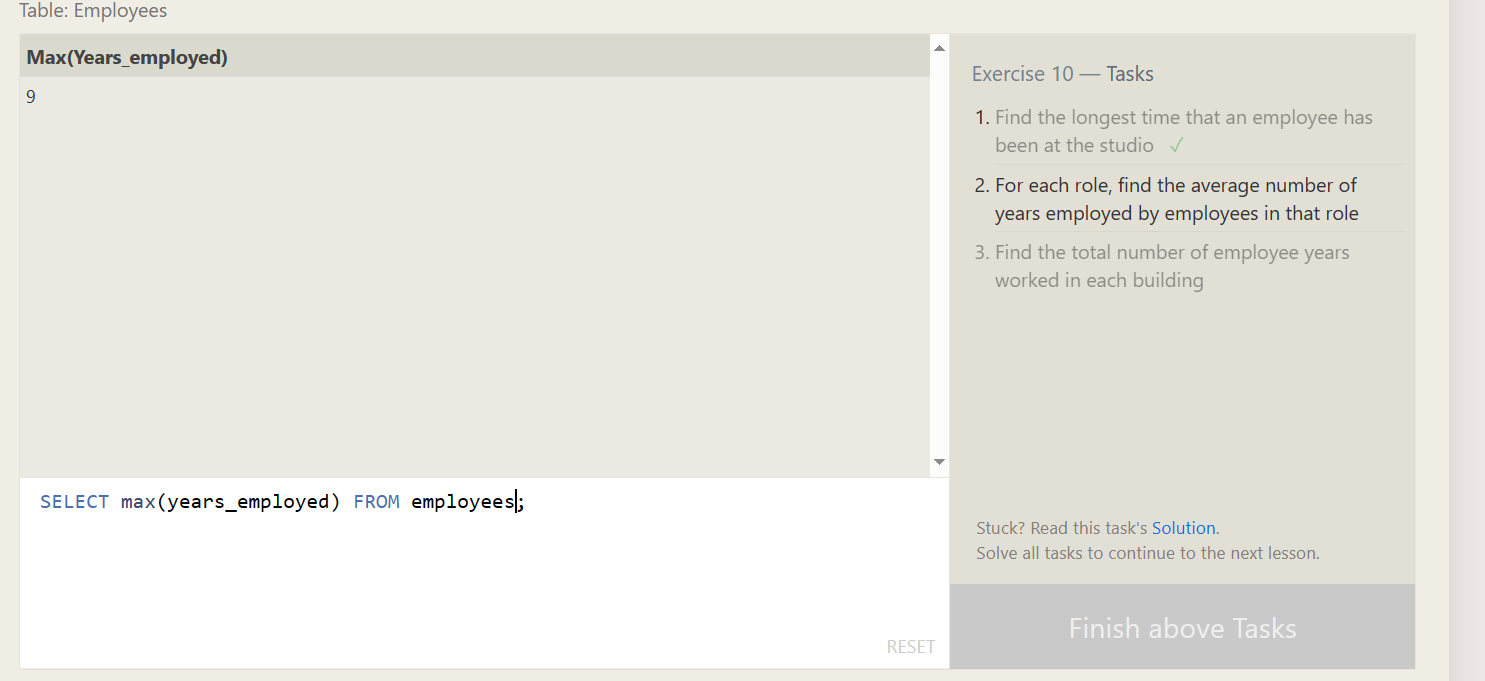 Table: Employees
Max(Years_employed)
9
SELECT max(years_employed) FROM employees;
RESET
Exercise 10 — Tasks
1. Find the longest time that an employee has
been at the studio ✓
2. For each role, find the average number of
years employed by employees in that role
3. Find the total number of employee years
worked in each building
Stuck? Read this task's Solution.
Solve all tasks to continue to the next lesson.
Finish above Tasks